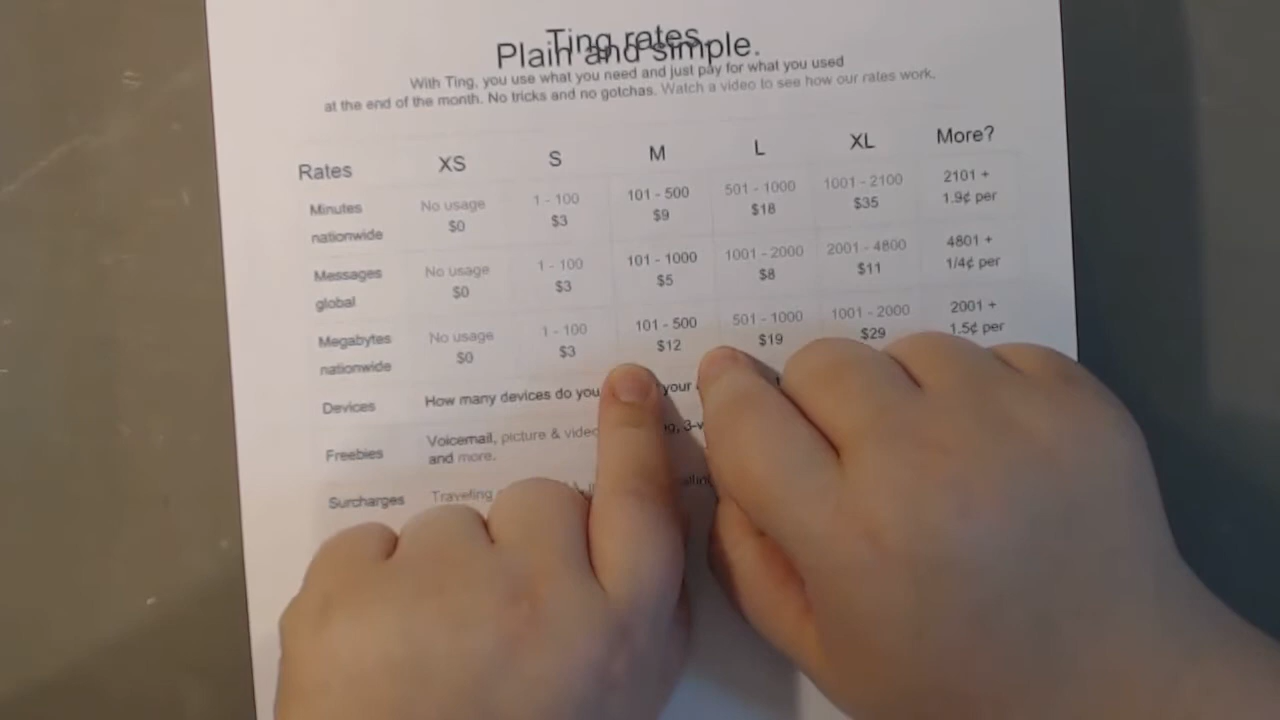 Ting rates.
Plain and simple.
With Ting, you use what you need and just pay for what you used
at the end of the month. No tricks and no gotchas. Watch a video to see how our rates work.
Rates XS S M L XL More?
Minutes nationwide No usage 1 - 100 101 - 500 501 - 1000 1001 - 2100 2101 +
$0 $3 $9 $18 $35 1.9¢ per
Messages global No usage 1 - 100 101 - 1000 1001 - 2000 2001 - 4800 4801 +
$0 $3 $5 $8 $11 1/4¢ per
Megabytes nationwide No usage 1 - 100 101 - 500 501 - 1000 1001 - 2000 2001 +
$0 $3 $12 $19 $29 1.5¢ per
Devices How many devices do you your
Freebies Voicemail, picture & video
and more.
Surcharges Traveling